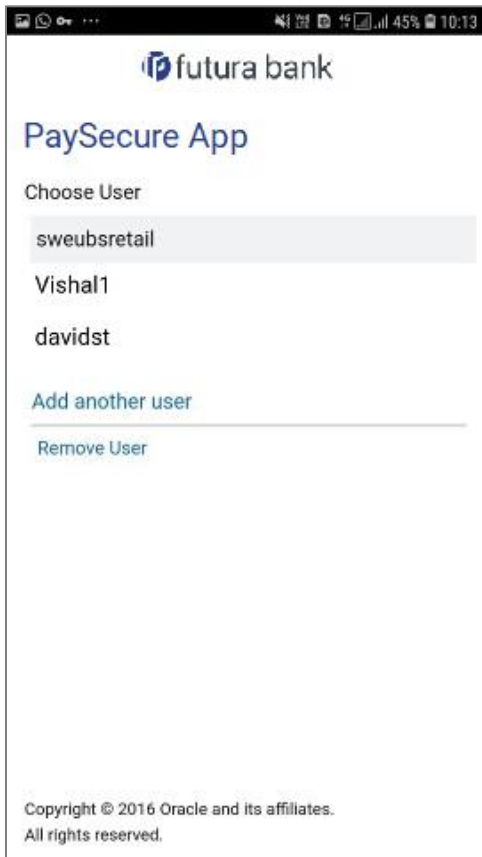 45% 10:13
futura bank
PaySecure App
Choose User
sweubsretail
Vishal1
davidst
Add another user
Remove User
Copyright © 2016 Oracle and its affiliates.
All rights reserved.